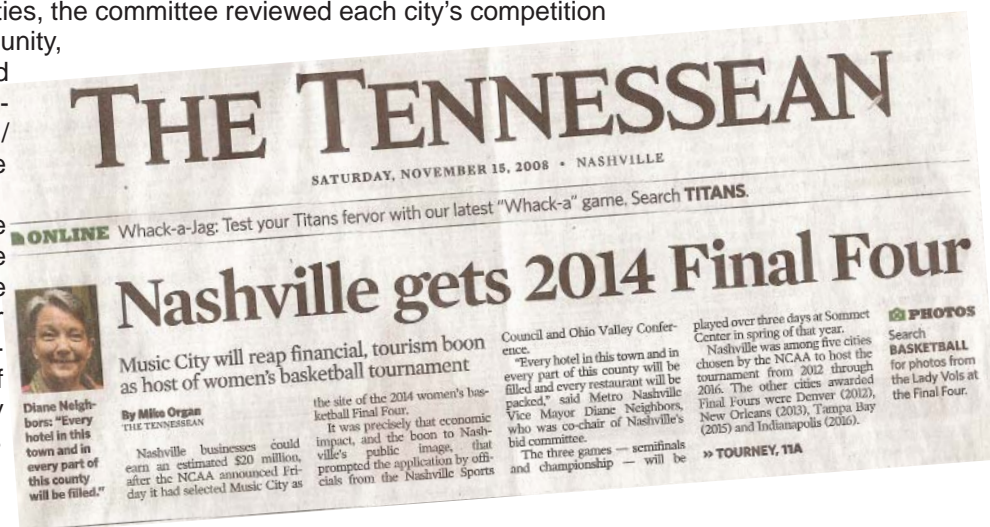 ties, the committee reviewed each city's competition
unity,
d
-
/
e
e
e
e
-
-
f
y
THE TENNESSEAN
SATURDAY, NOVEMBER 15, 2008 • NASHVILLE
ONLINE Whack-a-Jag: Test your Titans fervor with our latest "Whack-a" game. Search TITANS.
Nashville gets 2014 Final Four
Diane Neigh-
bors: "Every
hotel in this
town and in
every part of
this county
will be filled."
Music City will reap financial, tourism boon
as host of women's basketball tournament
By Mike Organ
THE TENNESSEAN
Nashville businesses could
earn an estimated $20 million,
after the NCAA announced Fri-
day it had selected Music City as
the site of the 2014 women's bas-
ketball Final Four.
It was precisely that economic
impact, and the boon to Nash-
ville's public image, that
prompted the application by offi-
cials from the Nashville Sports
Council and Ohio Valley Confer-
ence.
"Every hotel in this town and in
every part of this county will be
filled and every restaurant will be
packed," said Metro Nashville
Vice Mayor Diane Neighbors,
who was co-chair of Nashville's
bid committee.
The three games — semifinals
and championship — will be
played over three days at Sommet
Center in spring of that year.
Nashville was among five cities
chosen by the NCAA to host the
tournament from 2012 through
2016. The other cities awarded
Final Fours were Denver (2012),
New Orleans (2013), Tampa Bay
(2015) and Indianapolis (2016).
» TOURNEY, 11A
PHOTOS
Search
BASKETBALL
for photos from
the Lady Vols at
the Final Four.